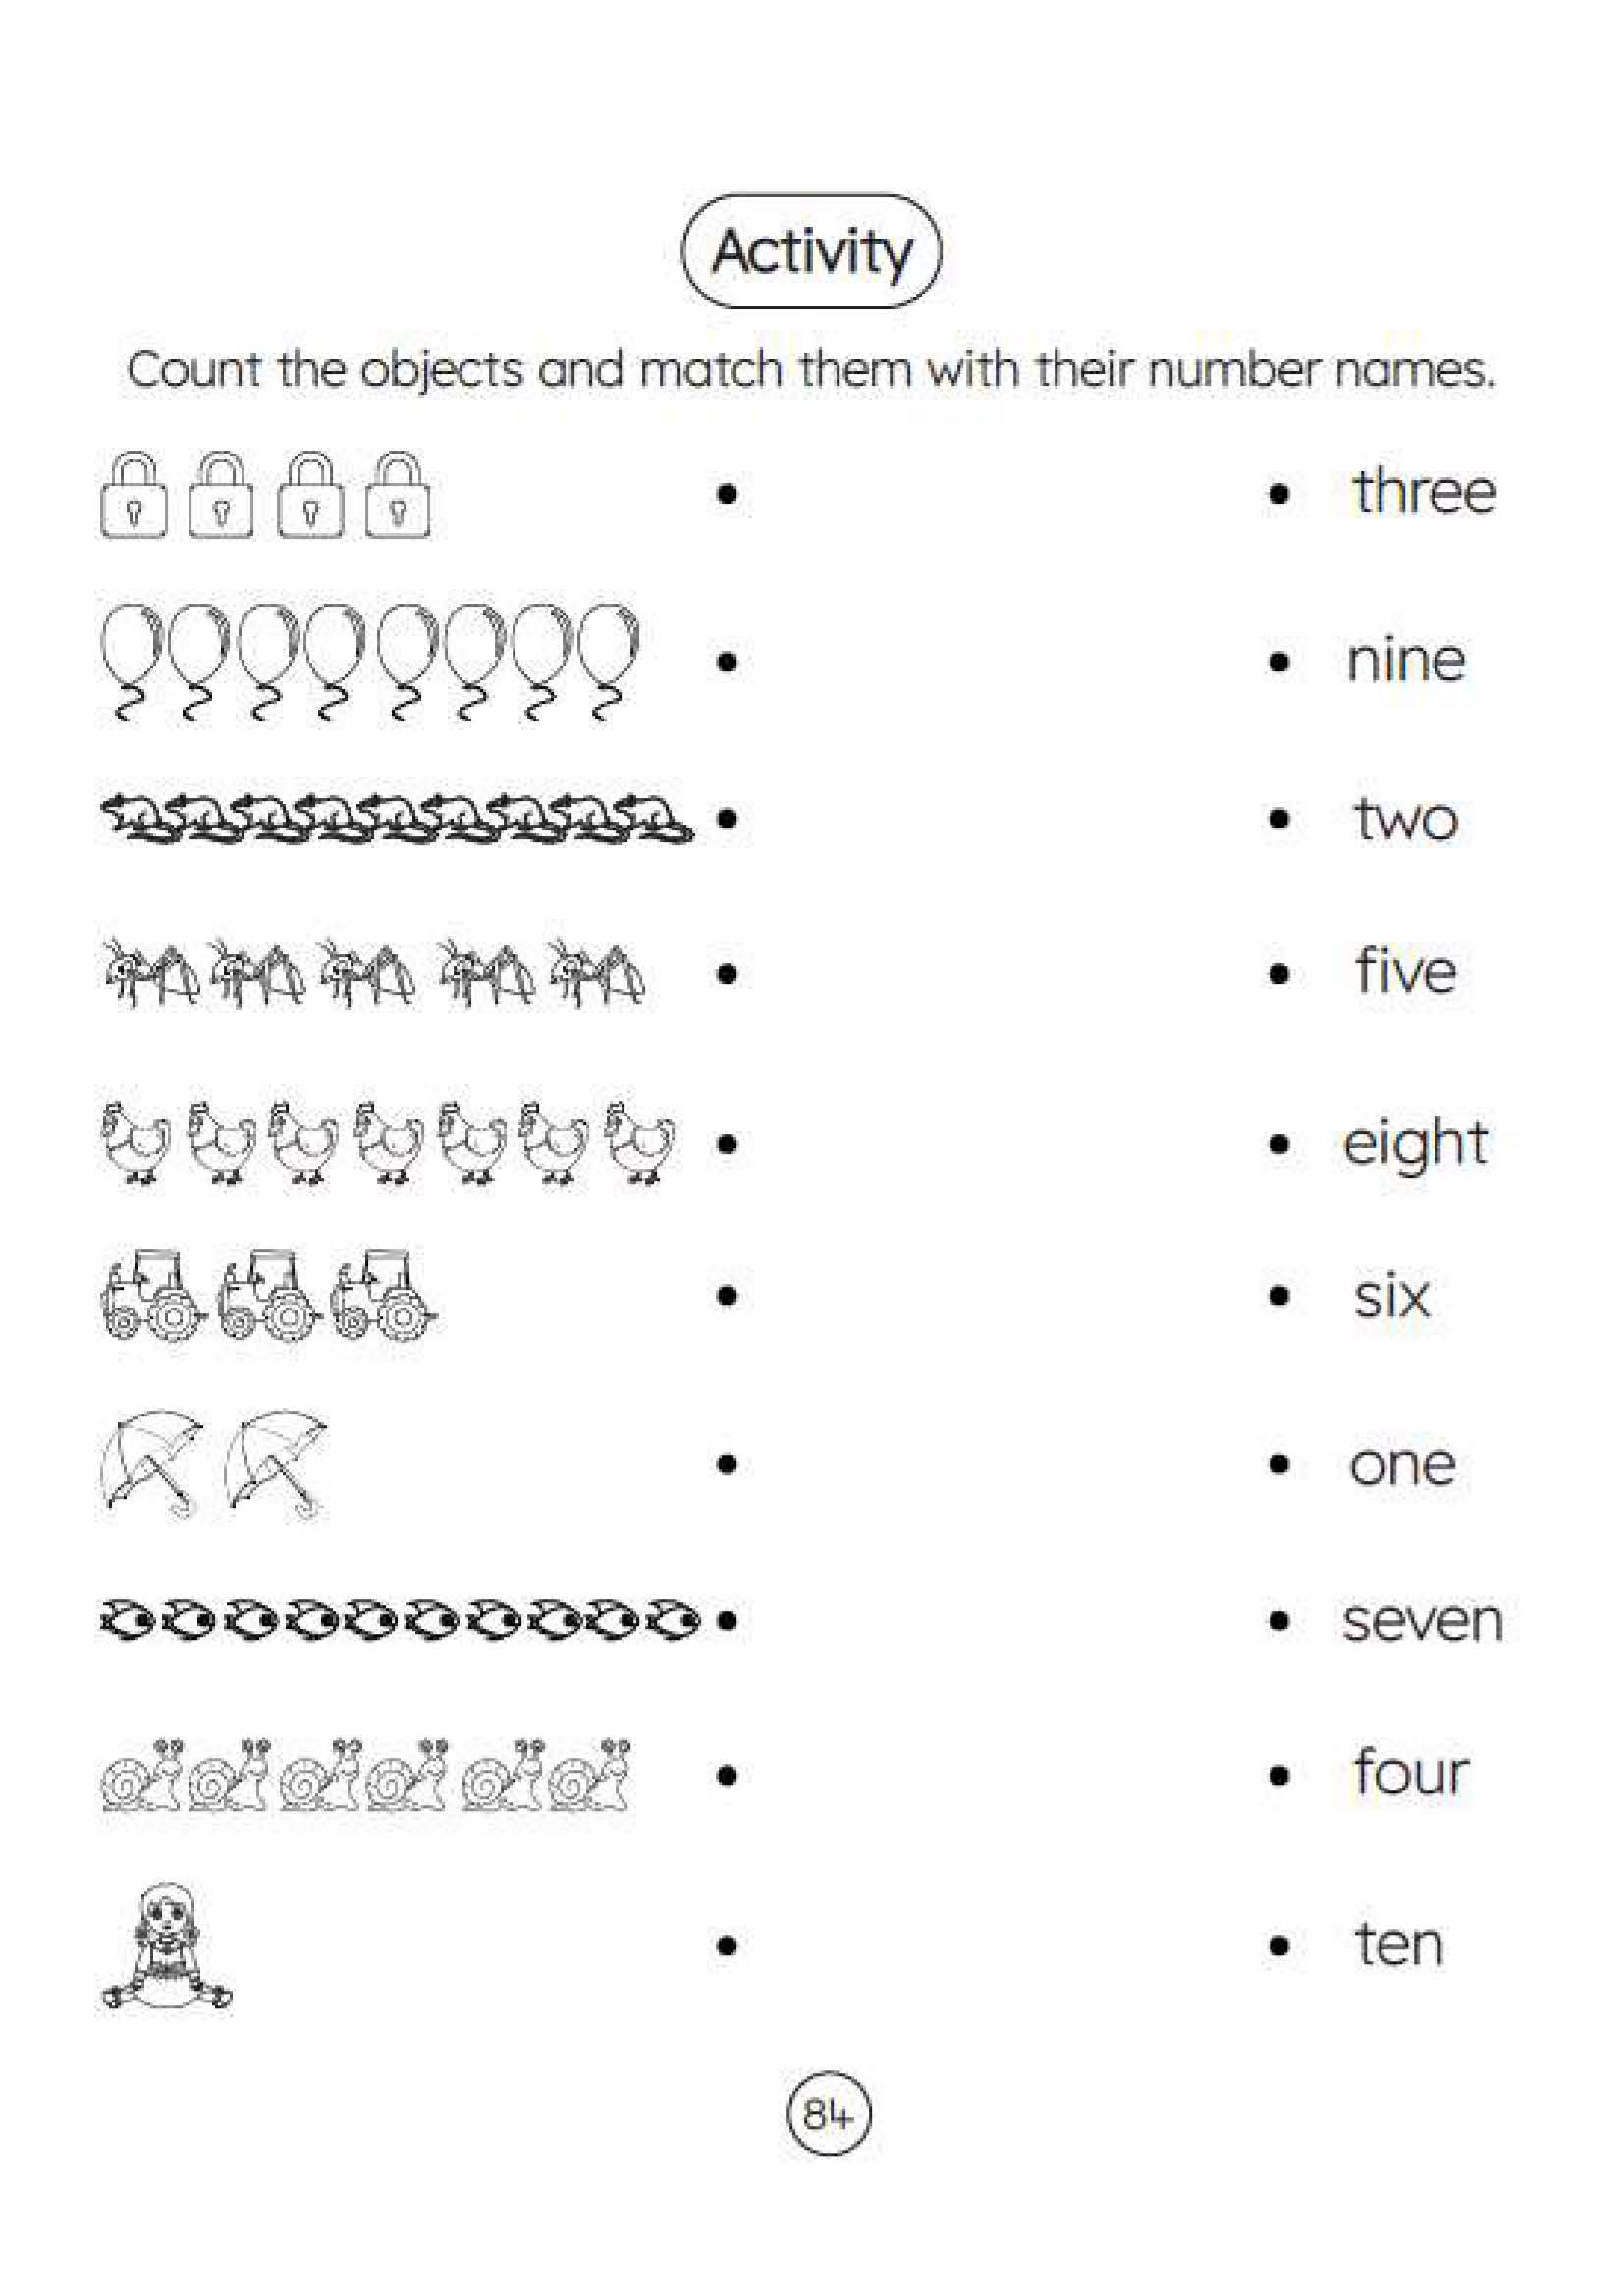 Activity
Count the objects and match them with their number names.
three
nine
two
five
eight
six
one
seven
four
ten
84